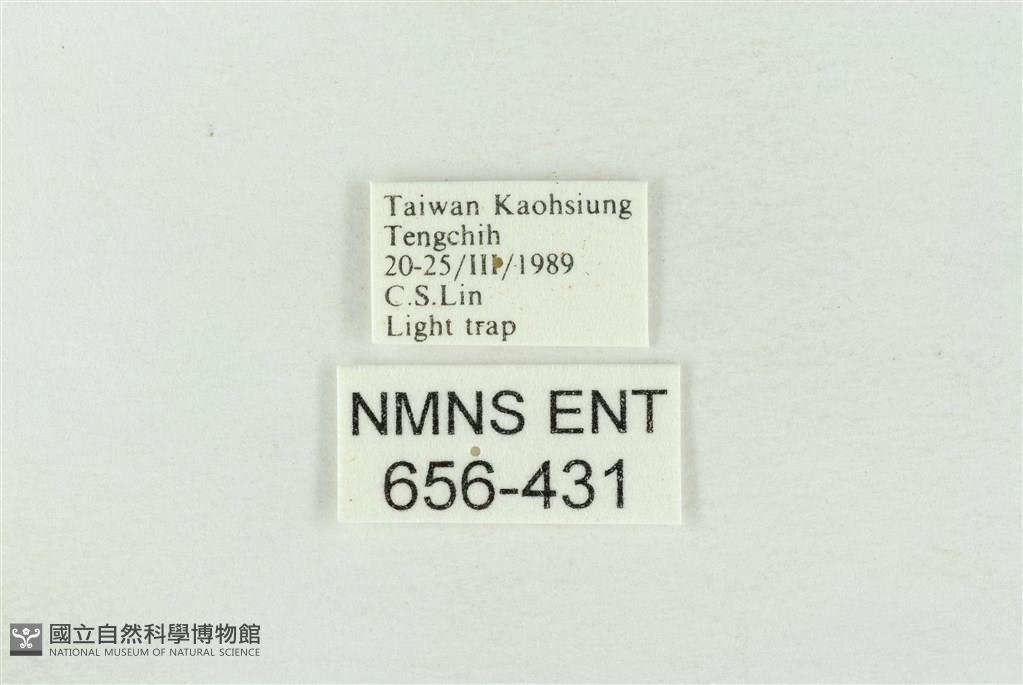 Taiwan Kaohsiung
Tengchih
20-25/III/1989
C.S.Lin
Light trap
NMNS ENT
656-431
國立自然科學博物館
NATIONAL MUSEUM OF NATURAL SCIENCE